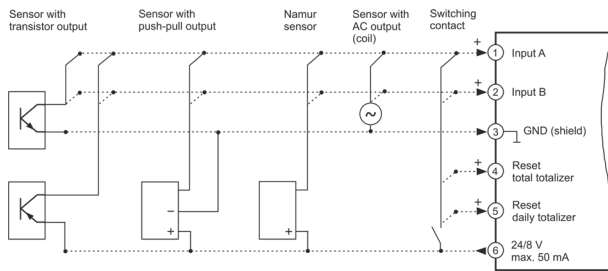 Sensor with
transistor output
Sensor with
push-pull output
Namur
sensor
Sensor with
AC output
(coil)
Switching
contact
+
1
Input A
+
2
Input B
3
GND (shield)
+
4
Reset
total totalizer
+
5
Reset
daily totalizer
6
24/8 V
max. 50 mA
~
−
+
+